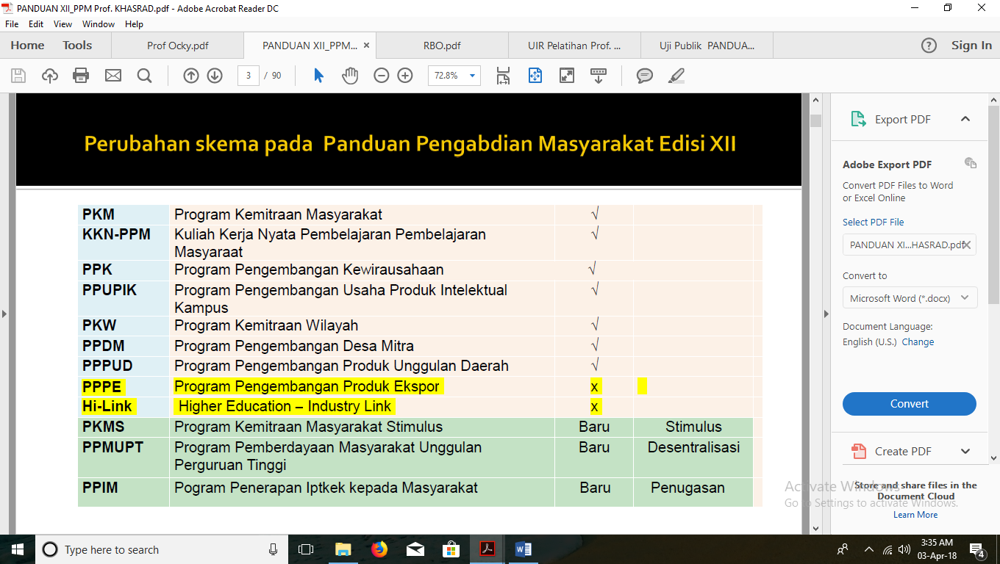 PANDUAN XII_PPM Prof. KHASRAD.pdf - Adobe Acrobat Reader DC
File Edit View Window Help
Home Tools Prof Ocky.pdf PANDUAN XII_PPM... × RBO.pdf UIR Pelatihan Prof. ... Uji Publik PANDUA... Sign In
3 / 90 72.8%
Perubahan skema pada Panduan Pengabdian Masyarakat Edisi XII
PKM Program Kemitraan Masyarakat √
KKN-PPM Kuliah Kerja Nyata Pembelajaran Pembelajaran √
Masyaraat
PPK Program Pengembangan Kewirausahaan √
PPUPIK Program Pengembangan Usaha Produk Intelektual √
Kampus
PKW Program Kemitraan Wilayah √
PPDM Program Pengembangan Desa Mitra √
PPPUD Program Pengembangan Produk Unggulan Daerah √
PPPE Program Pengembangan Produk Ekspor x
Hi-Link Higher Education – Industry Link x
PKMS Program Kemitraan Masyarakat Stimulus Baru Stimulus
PPMUPT Program Pemberdayaan Masyarakat Unggulan Baru Desentralisasi
Perguruan Tinggi
PPIM Pogram Penerapan Iptkek kepada Masyarakat Baru Penugasan
Export PDF
Adobe Export PDF
Convert PDF Files to Word
or Excel Online
Select PDF File
PANDUAN XI...HASRAD.pdf
Convert to
Microsoft Word (*.docx)
Document Language:
English (U.S.) Change
Convert
Create PDF
Store and share files in the
Document Cloud
Learn More
Activate Windows
Go to Settings to activate Windows.
Type here to search
3:35 AM
03-Apr-18
4